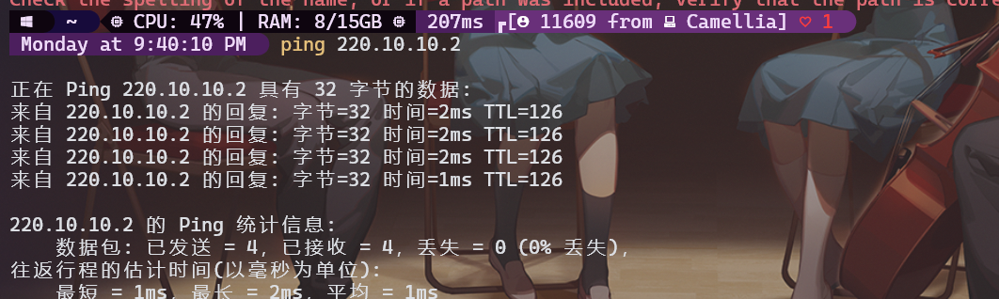 Check the spelling of the name, or if a path was included, verify that the path is corre
~ CPU: 47% | RAM: 8/15GB 207ms ┏[ 11609 from Camellia] ♡ 1
Monday at 9:40:10 PM ping 220.10.10.2
正在 Ping 220.10.10.2 具有 32 字节的数据:
来自 220.10.10.2 的回复: 字节=32 时间=2ms TTL=126
来自 220.10.10.2 的回复: 字节=32 时间=2ms TTL=126
来自 220.10.10.2 的回复: 字节=32 时间=2ms TTL=126
来自 220.10.10.2 的回复: 字节=32 时间=1ms TTL=126
220.10.10.2 的 Ping 统计信息:
数据包: 已发送 = 4，已接收 = 4，丢失 = 0 (0% 丢失)，
往返行程的估计时间(以毫秒为单位):
最短 = 1ms，最长 = 2ms，平均 = 1ms